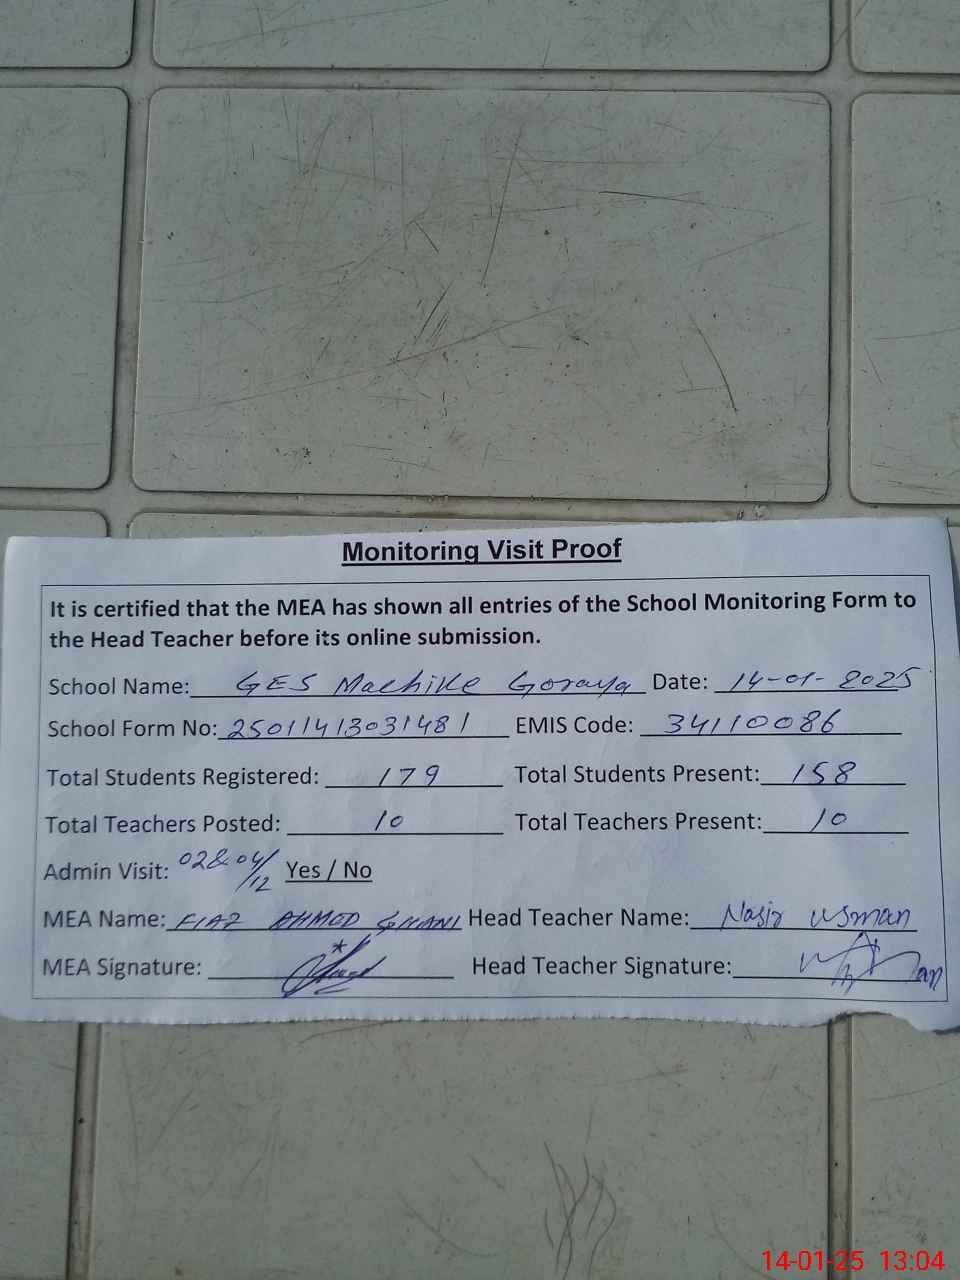 Monitoring Visit Proof
It is certified that the MEA has shown all entries of the School Monitoring Form to
the Head Teacher before its online submission.
School Name: GES Machike Goraya Date: 14-01-2025
School Form No: 25011413031481 EMIS Code: 34110086
Total Students Registered: 179 Total Students Present: 158
Total Teachers Posted: 10 Total Teachers Present: 10
Admin Visit: 02&04/12 Yes / No
MEA Name: FIAZ AHMED GHANI Head Teacher Name: Nasir Usman
MEA Signature: Head Teacher Signature:
14-01-25 13:04